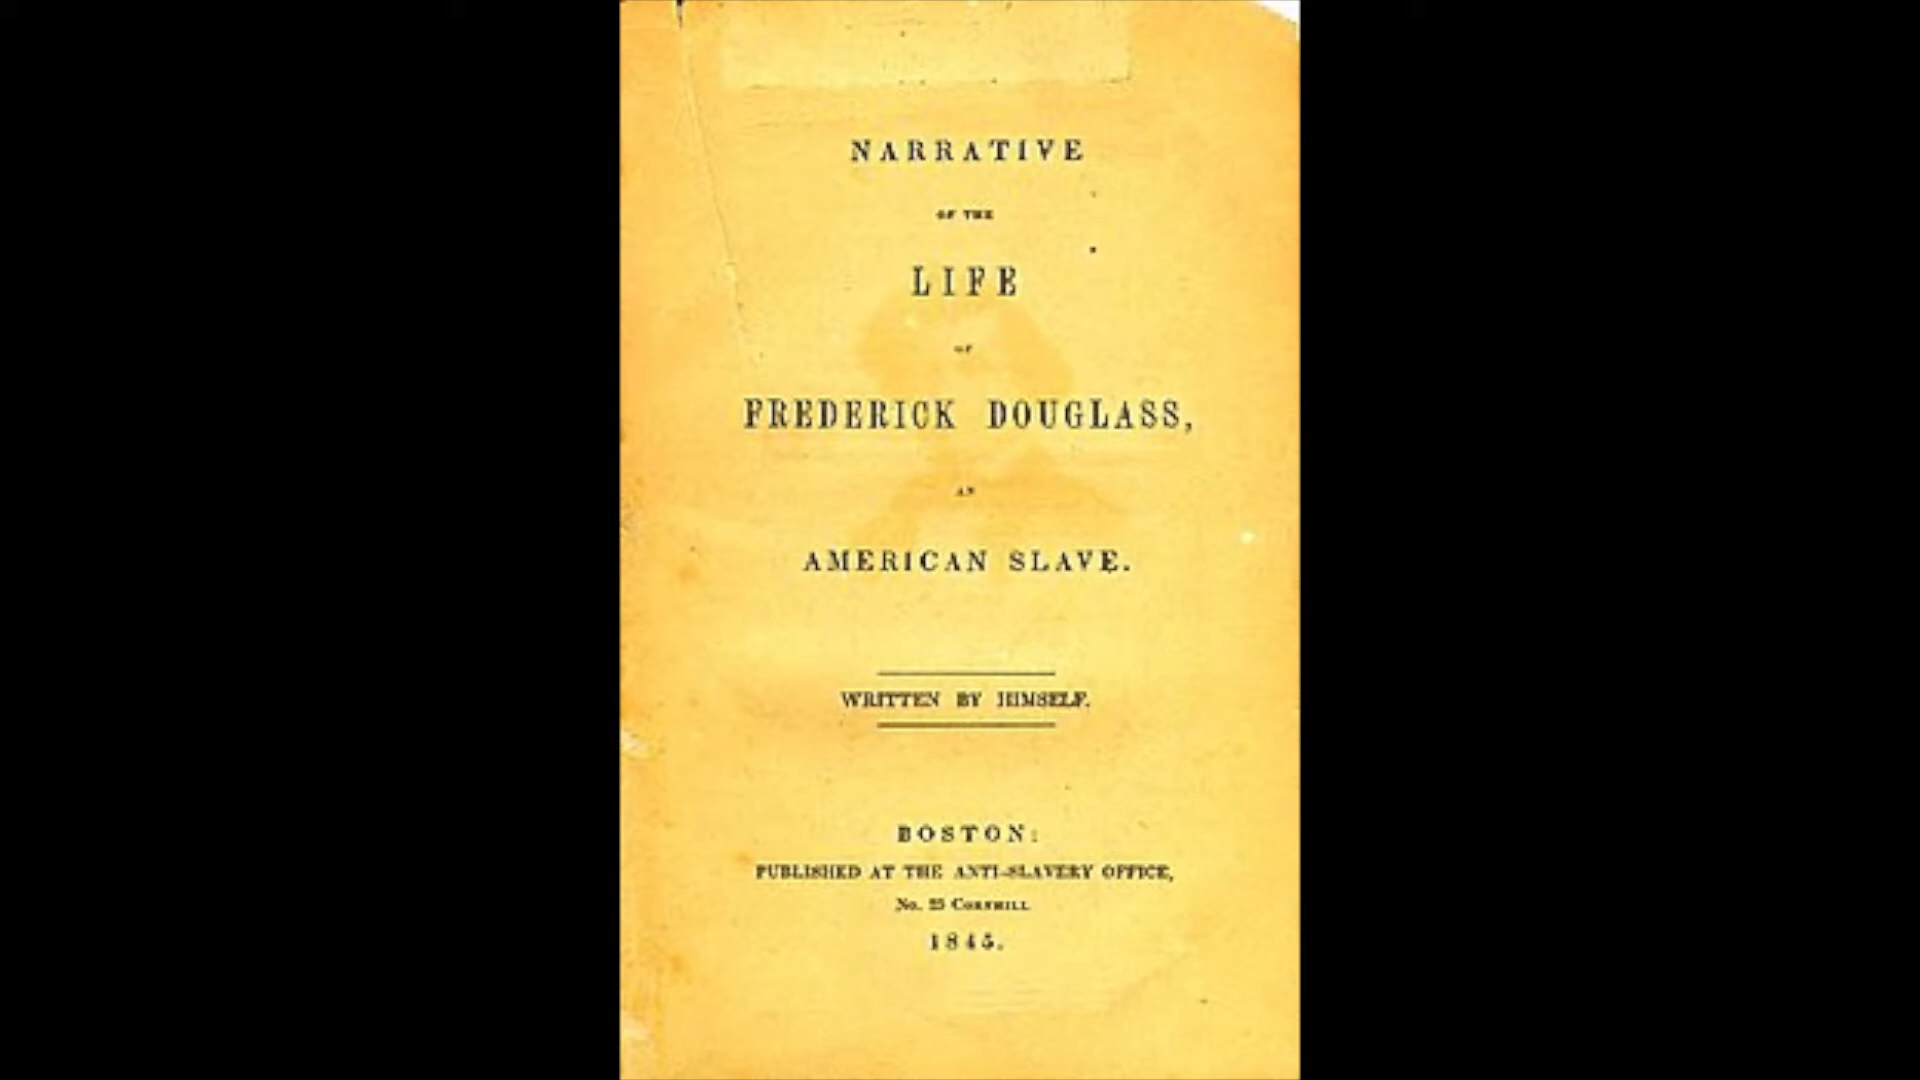 NARRATIVE
OF THE
LIFE
OF
FREDERICK DOUGLASS,
AN
AMERICAN SLAVE.
WRITTEN BY HIMSELF.
BOSTON:
PUBLISHED AT THE ANTI-SLAVERY OFFICE,
No. 25 CORNHILL
1845.